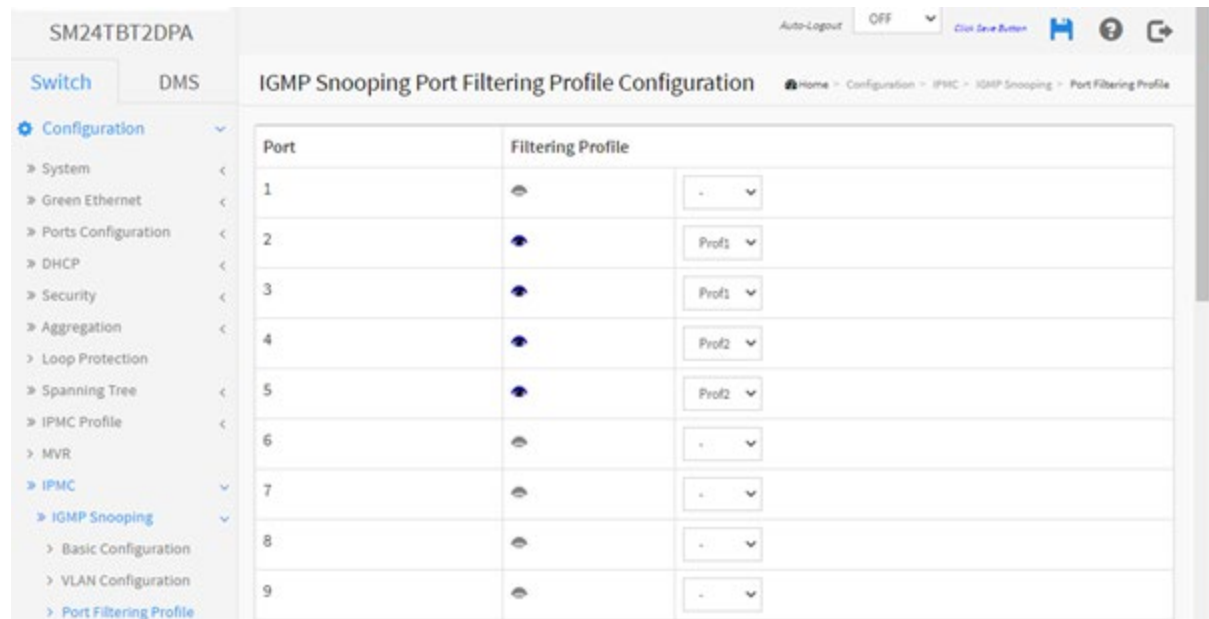 SM24TBT2DPA
Auto-Logout OFF Click Save Button
Switch DMS
IGMP Snooping Port Filtering Profile Configuration
Home > Configuration > IPMC > IGMP Snooping > Port Filtering Profile
Configuration
» System
» Green Ethernet
» Ports Configuration
» DHCP
» Security
» Aggregation
> Loop Protection
» Spanning Tree
» IPMC Profile
> MVR
» IPMC
» IGMP Snooping
> Basic Configuration
> VLAN Configuration
> Port Filtering Profile
Port Filtering Profile
1 -
2 Prof1
3 Prof1
4 Prof2
5 Prof2
6 -
7 -
8 -
9 -